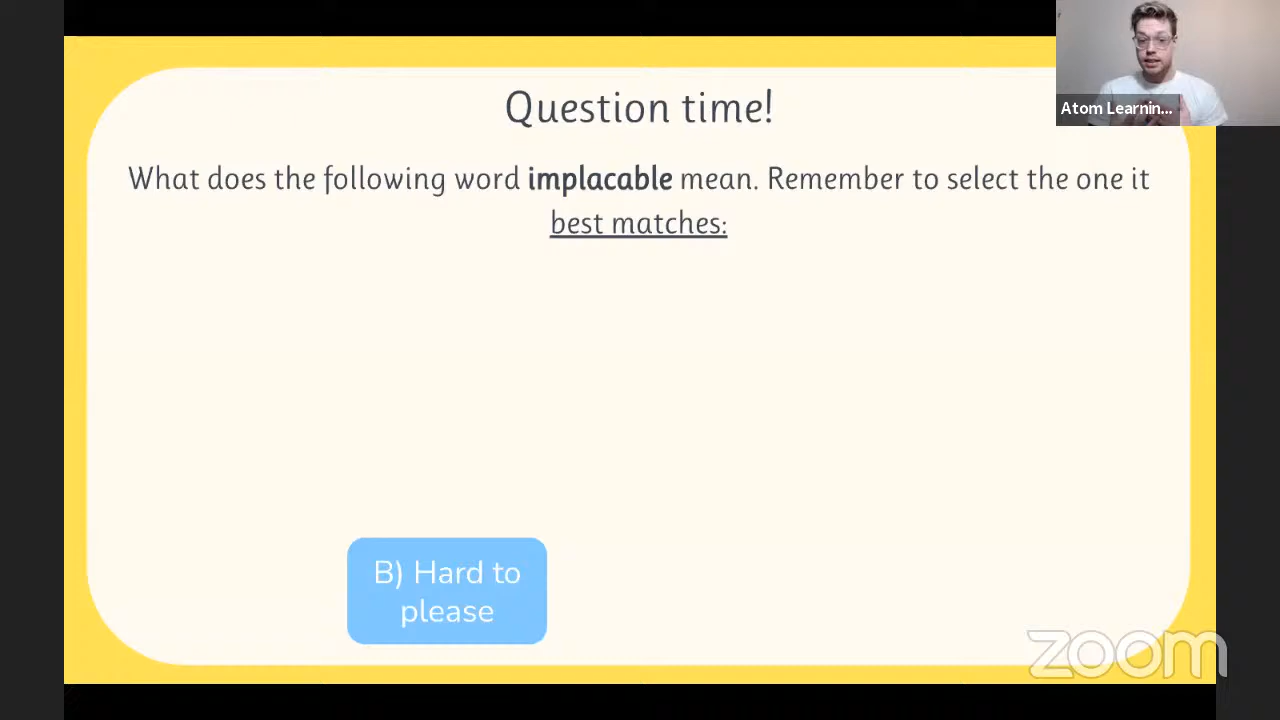 Question time!
Atom Learnin...
What does the following word implacable mean. Remember to select the one it
best matches:
B) Hard to
please
zoom